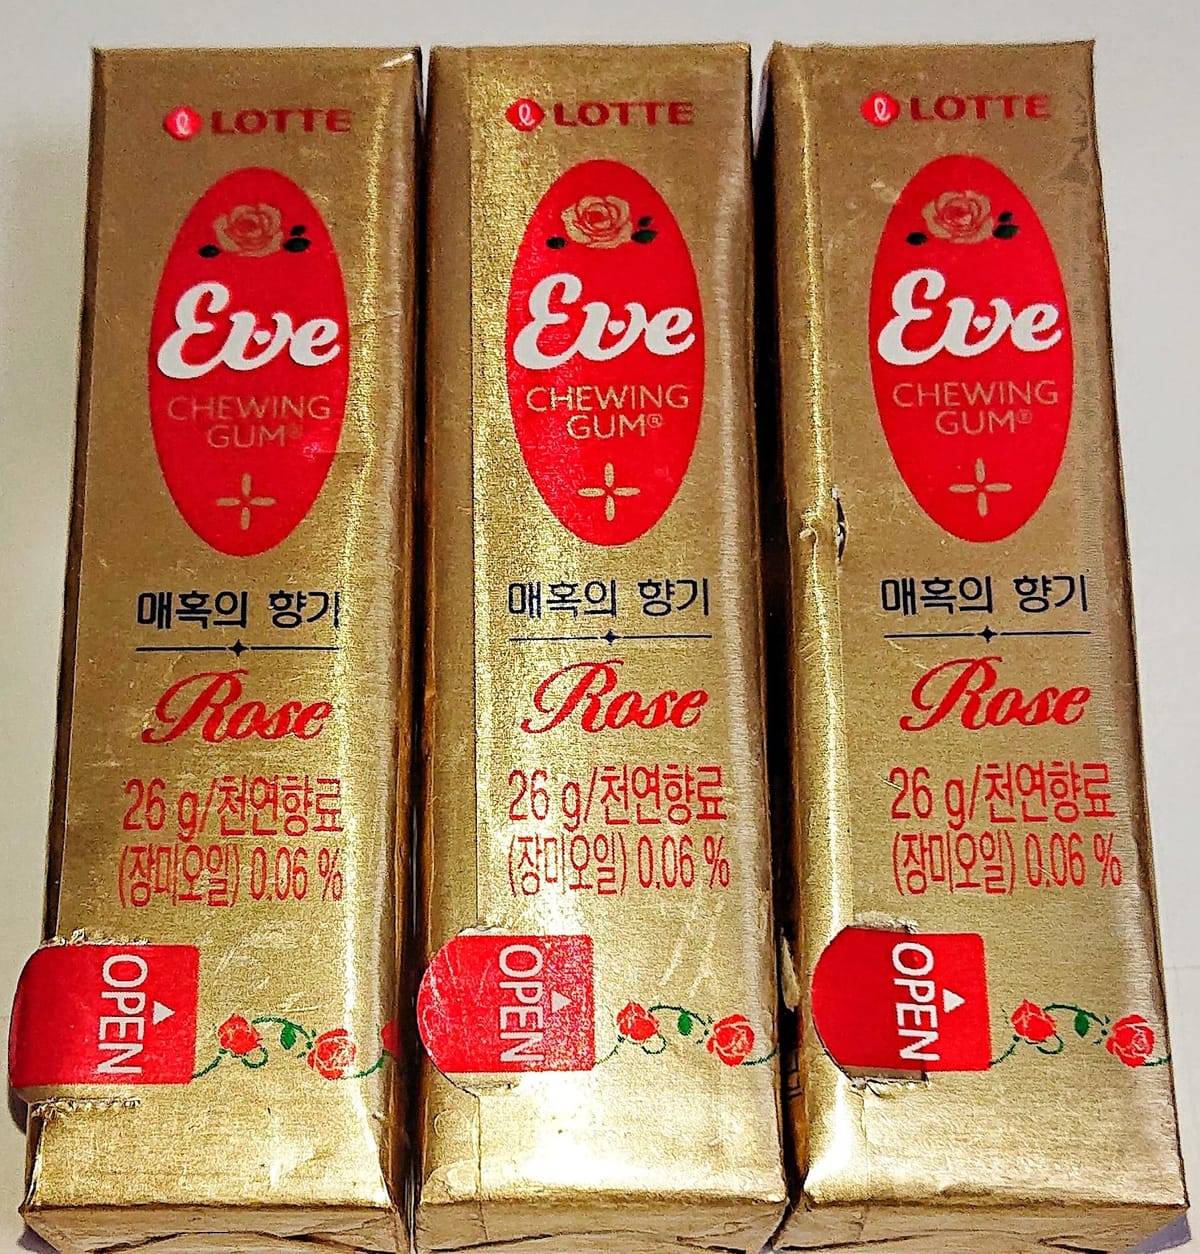 LOTTE
Eve
CHEWING
GUM®
매혹의 향기
Rose
26 g/천연향료
(장미오일) 0.06 %
OPEN
LOTTE
Eve
CHEWING
GUM®
매혹의 향기
Rose
26 g/천연향료
(장미오일) 0.06 %
OPEN
LOTTE
Eve
CHEWING
GUM®
매혹의 향기
Rose
26 g/천연향료
(장미오일) 0.06 %
OPEN